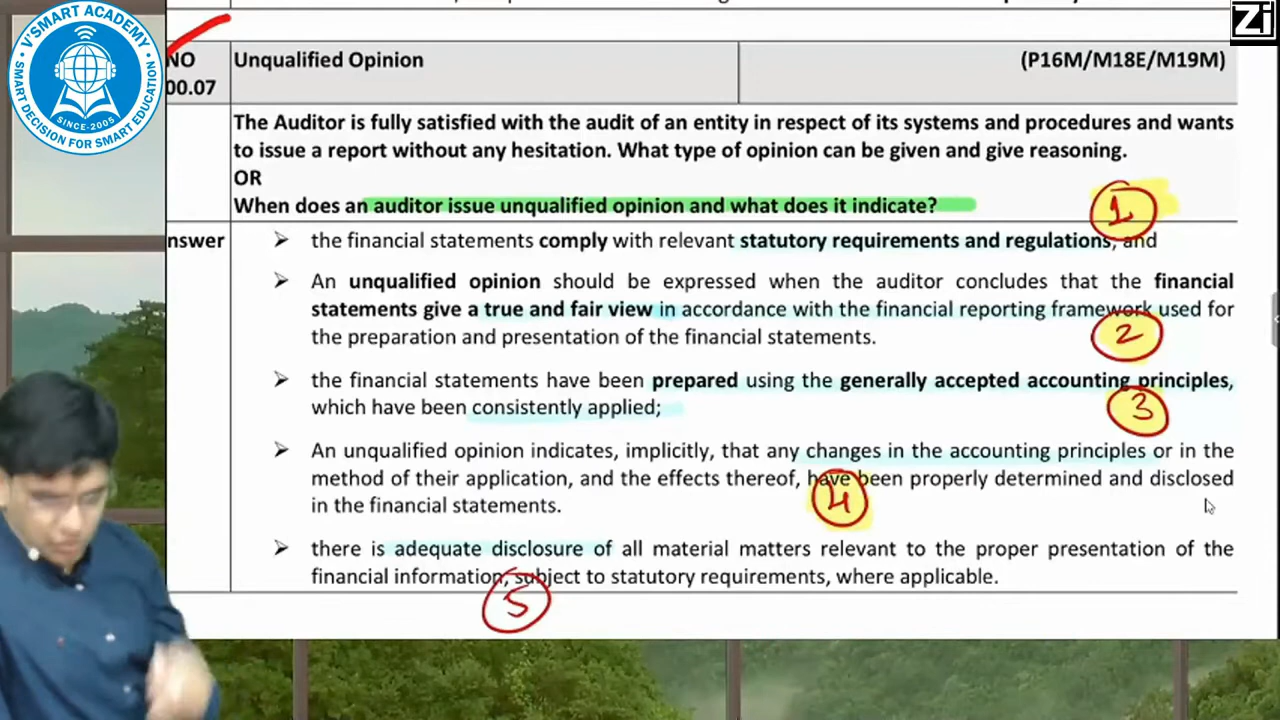 V'SMART ACADEMY
SMART DECISION FOR SMART EDUCATION
SINCE-2005
Zi
NO
00.07
Unqualified Opinion
(P16M/M18E/M19M)
The Auditor is fully satisfied with the audit of an entity in respect of its systems and procedures and wants
to issue a report without any hesitation. What type of opinion can be given and give reasoning.
OR
When does an auditor issue unqualified opinion and what does it indicate?
1
nswer
➢ the financial statements comply with relevant statutory requirements and regulations, and
➢ An unqualified opinion should be expressed when the auditor concludes that the financial
statements give a true and fair view in accordance with the financial reporting framework used for
the preparation and presentation of the financial statements.
2
➢ the financial statements have been prepared using the generally accepted accounting principles,
which have been consistently applied;
3
➢ An unqualified opinion indicates, implicitly, that any changes in the accounting principles or in the
method of their application, and the effects thereof, have been properly determined and disclosed
in the financial statements.
4
➢ there is adequate disclosure of all material matters relevant to the proper presentation of the
financial information, subject to statutory requirements, where applicable.
5